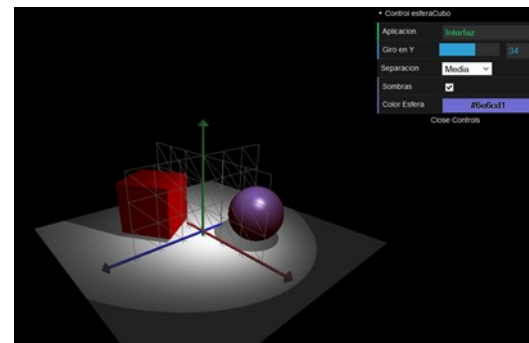 ▾ Control esferaCubo
Aplicacion Interfaz
Giro en Y 34
Separacion Media
Sombras
Color Esfera #6e6cd1
Close Controls